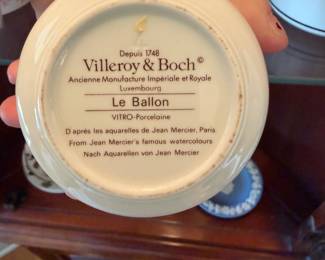 Depuis 1748
Villeroy & Boch©
Ancienne Manufacture Impériale et Royale
Luxembourg
Le Ballon
VITRO-Porcelaine
D'après les aquarelles de Jean Mercier, Paris
From Jean Mercier's famous watercolours
Nach Aquarellen von Jean Mercier